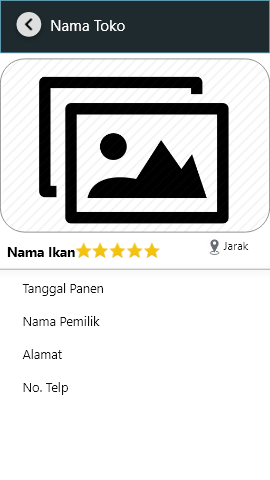 Nama Toko
Nama Ikan
Jarak
Tanggal Panen
Nama Pemilik
Alamat
No. Telp